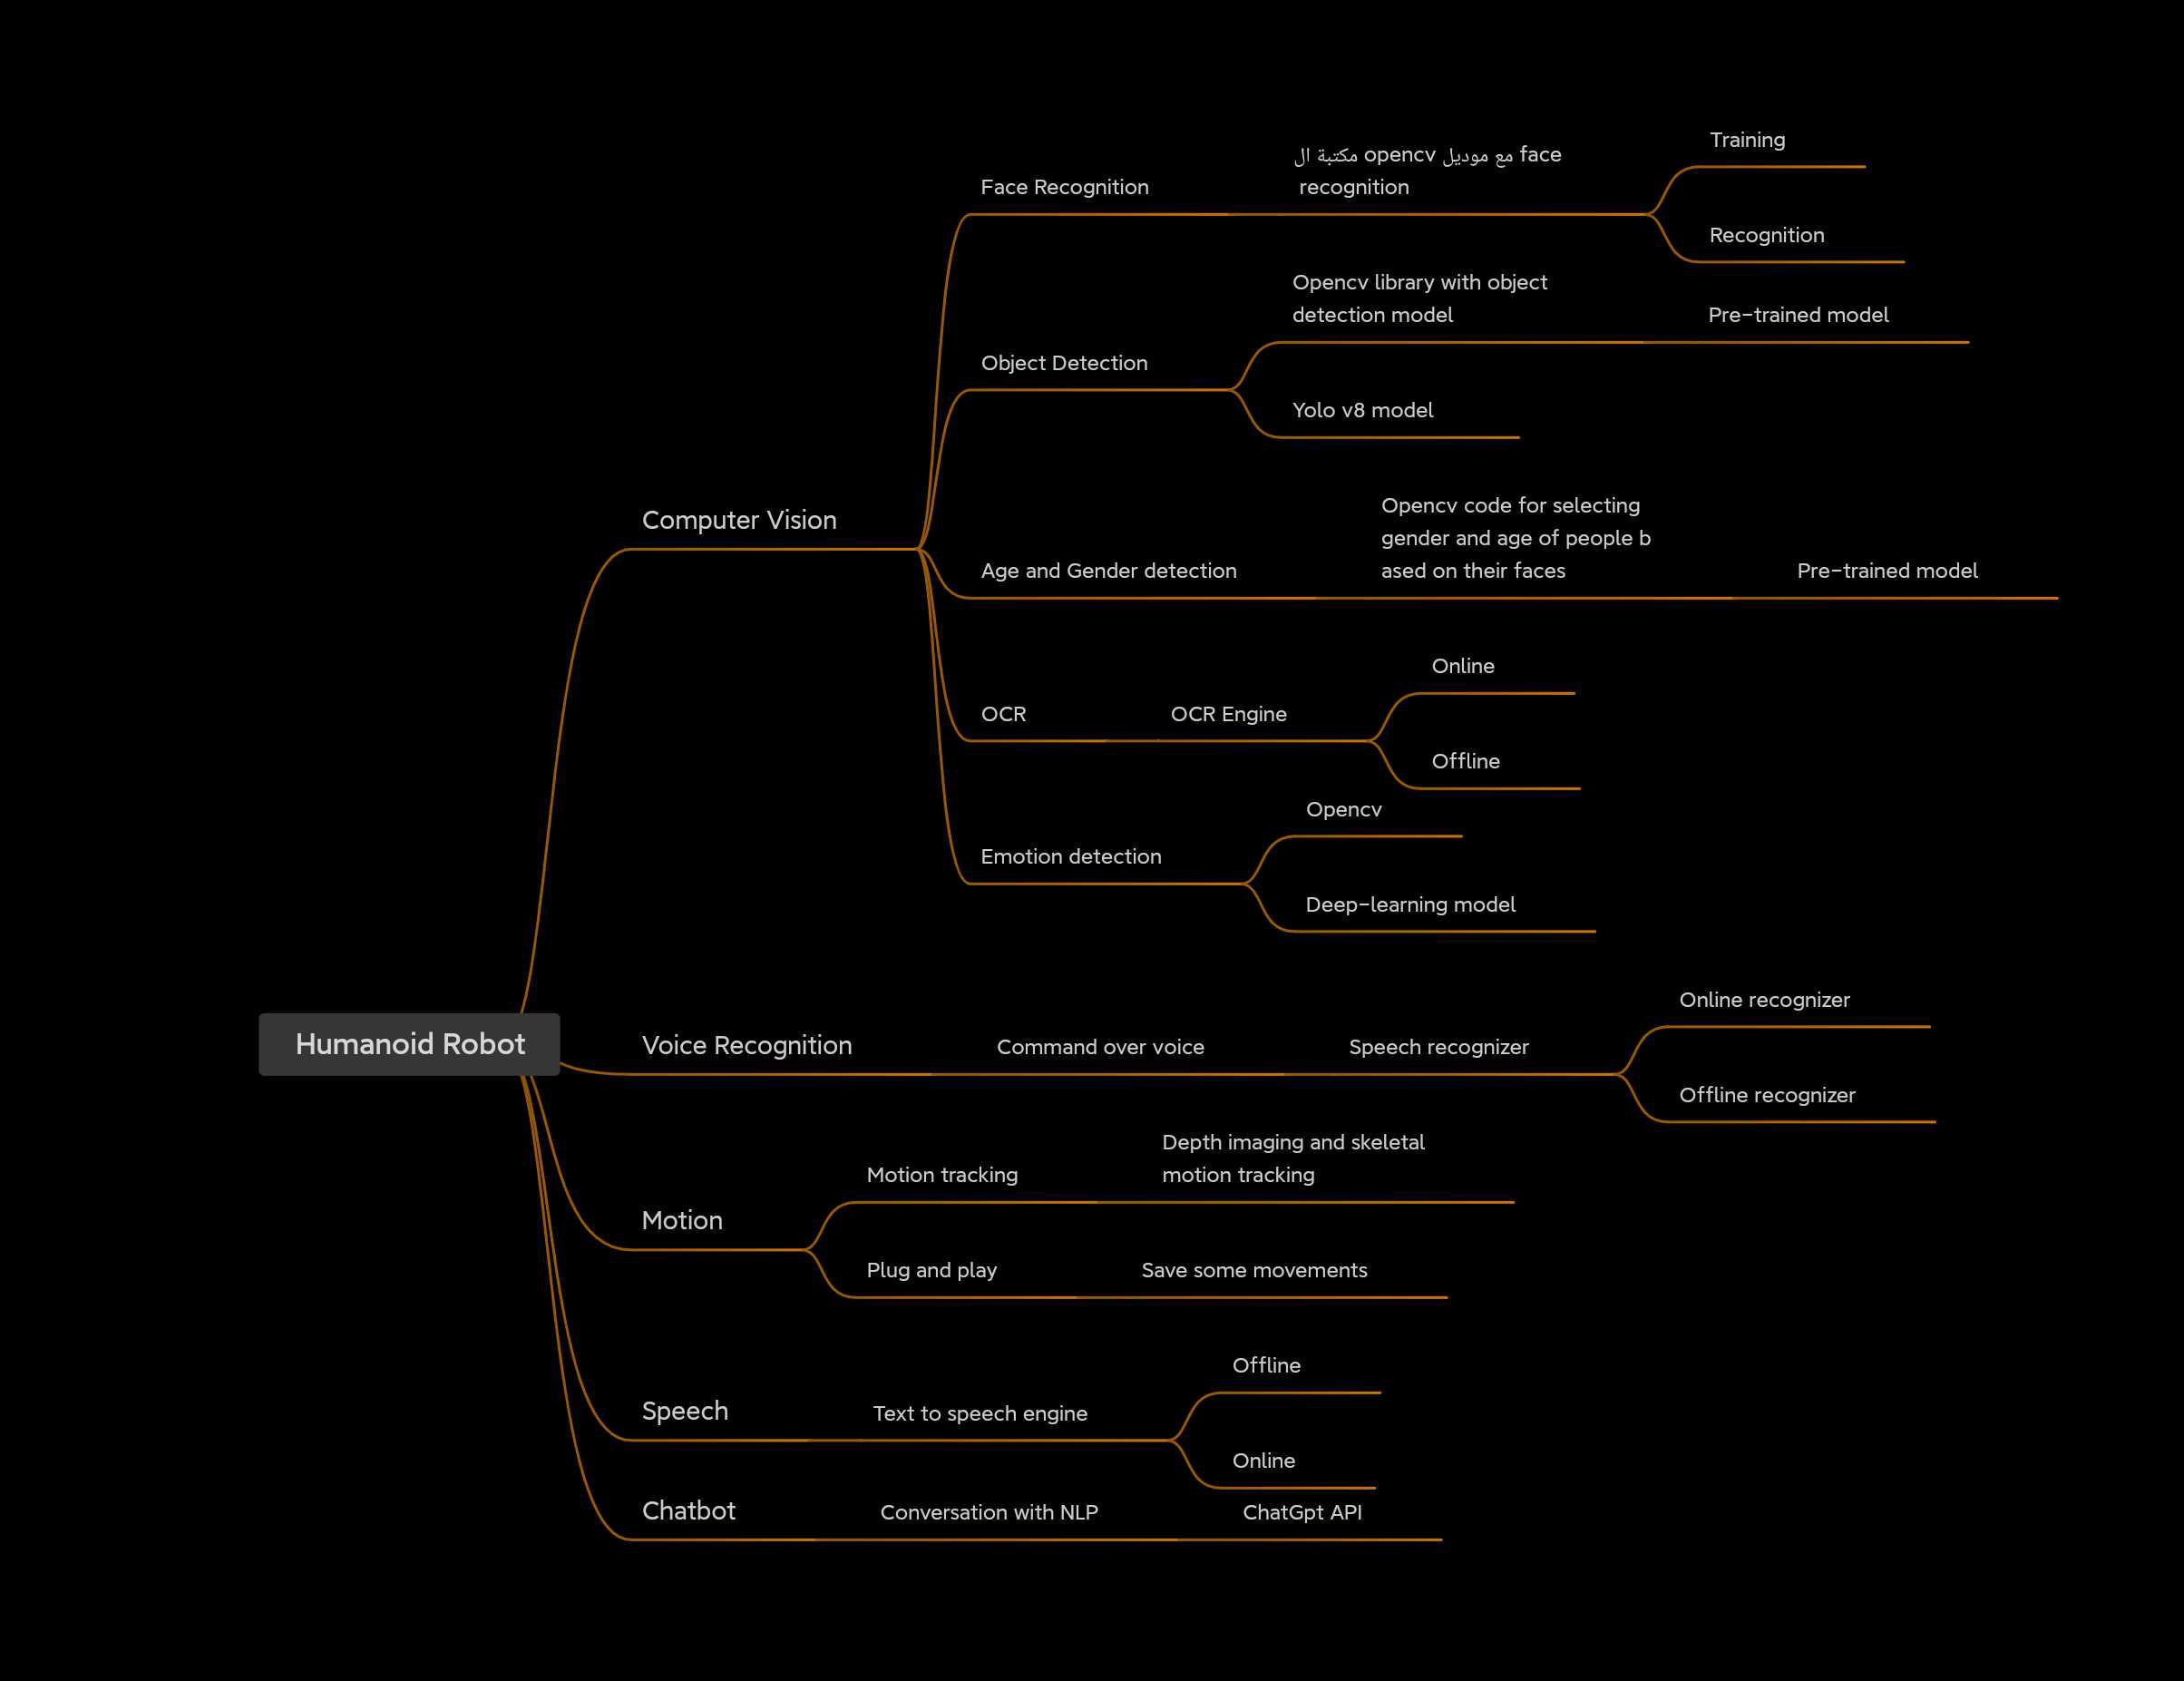 Humanoid Robot
Computer Vision
Face Recognition
مكتبة ال opencv مع موديل face
recognition
Training
Recognition
Object Detection
Opencv library with object
detection model
Pre-trained model
Yolo v8 model
Age and Gender detection
Opencv code for selecting
gender and age of people b
ased on their faces
Pre-trained model
OCR
OCR Engine
Online
Offline
Emotion detection
Opencv
Deep-learning model
Voice Recognition
Command over voice
Speech recognizer
Online recognizer
Offline recognizer
Motion
Motion tracking
Depth imaging and skeletal
motion tracking
Plug and play
Save some movements
Speech
Text to speech engine
Offline
Online
Chatbot
Conversation with NLP
ChatGpt API